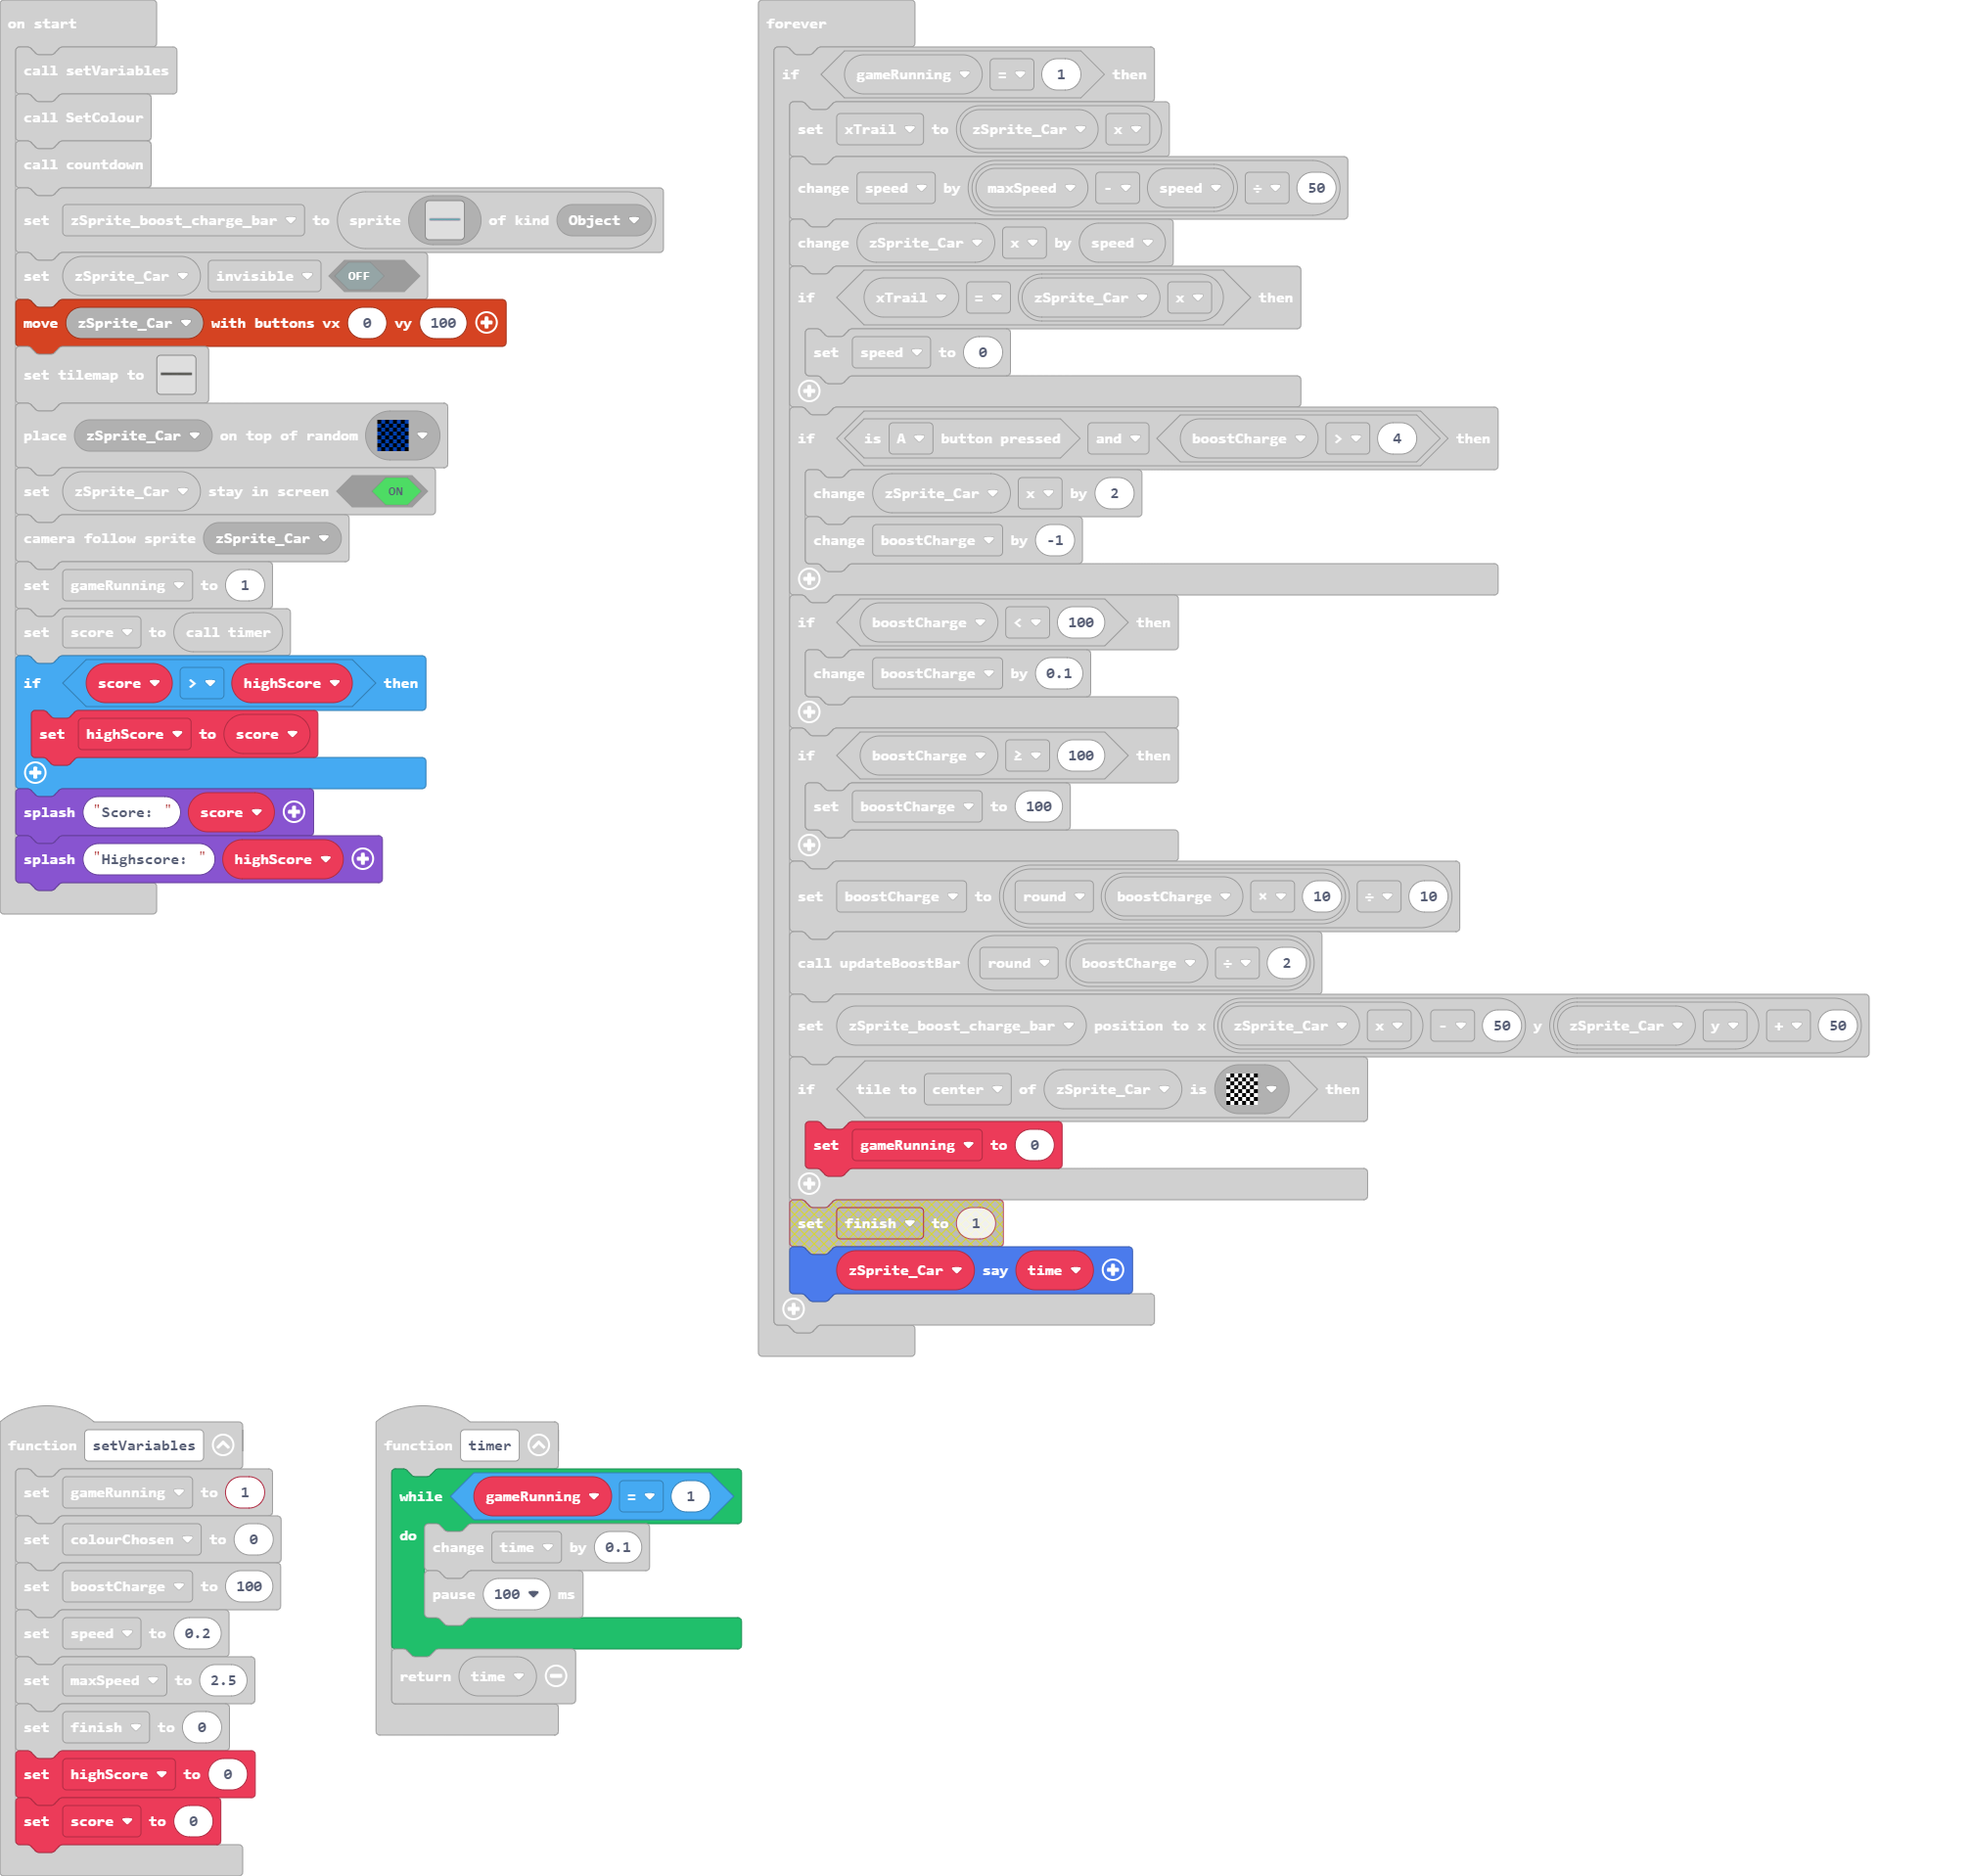 on start
call setVariables
call SetColour
call countdown
set zSprite_boost_charge_bar to sprite of kind Object
set zSprite_Car invisible OFF
move zSprite_Car with buttons vx 0 vy 100
set tilemap to
place zSprite_Car on top of random
set zSprite_Car stay in screen ON
camera follow sprite zSprite_Car
set gameRunning to 1
set score to call timer
if score > highScore then
set highScore to score
splash "Score: " score
splash "Highscore: " highScore
forever
if gameRunning = 1 then
set xTrail to zSprite_Car x
change speed by maxSpeed - speed ÷ 50
change zSprite_Car x by speed
if xTrail = zSprite_Car x then
set speed to 0
if is A button pressed and boostCharge > 4 then
change zSprite_Car x by 2
change boostCharge by -1
if boostCharge < 100 then
change boostCharge by 0.1
if boostCharge ≥ 100 then
set boostCharge to 100
set boostCharge to round boostCharge × 10 ÷ 10
call updateBoostBar round boostCharge ÷ 2
set zSprite_boost_charge_bar position to x zSprite_Car x - 50 y zSprite_Car y + 50
if tile to center of zSprite_Car is then
set gameRunning to 0
set finish to 1
zSprite_Car say time
function setVariables
set gameRunning to 1
set colourChosen to 0
set boostCharge to 100
set speed to 0.2
set maxSpeed to 2.5
set finish to 0
set highScore to 0
set score to 0
function timer
while gameRunning = 1
do
change time by 0.1
pause 100 ms
return time